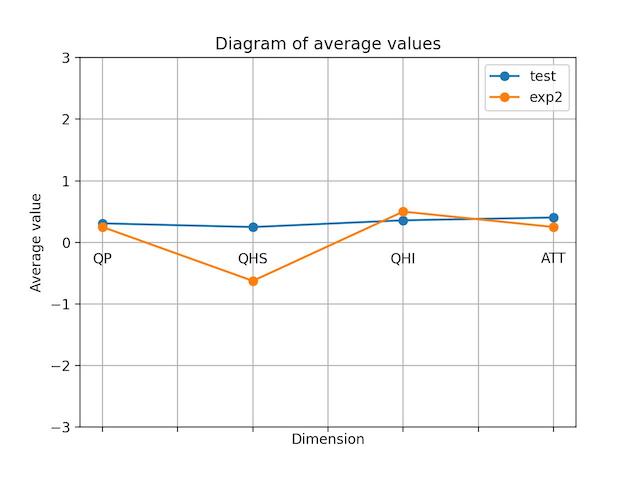 Diagram of average values
test
exp2
3
2
1
0
−1
−2
−3
Average value
QP QHS QHI ATT
Dimension